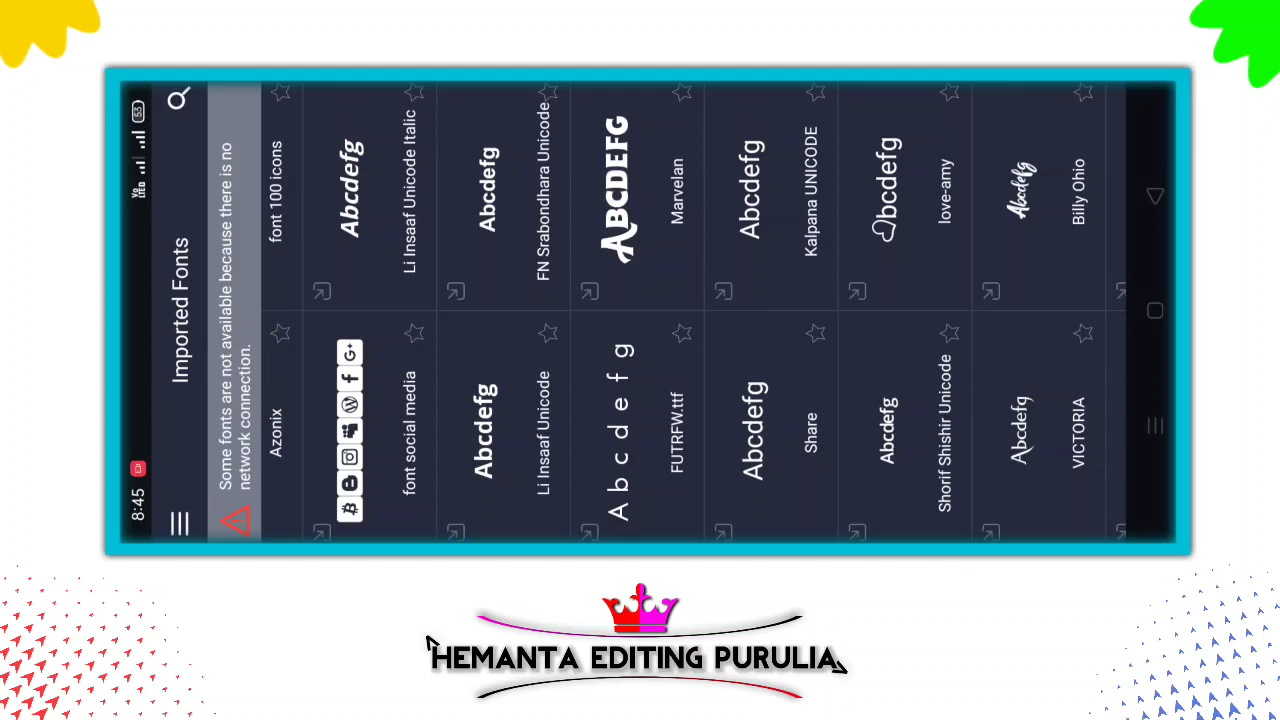 8:45
Vo
LTED
53
Imported Fonts
Some fonts are not available because there is no
network connection.
Azonix
font 100 icons
font social media
Abcdefg
Li Insaaf Unicode Italic
Abcdefg
Li Insaaf Unicode
Abcdefg
FN Srabondhara Unicode
A b c d e f g
FUTRFW.ttf
ABCDEFG
Marvelan
Abcdefg
Share
Abcdefg
Kalpana UNICODE
Abcdefg
Shorif Shishir Unicode
bcdefg
love-amy
Abcdefg
VICTORIA
Abcdefg
Billy Ohio
HEMANTA EDITING PURULIA